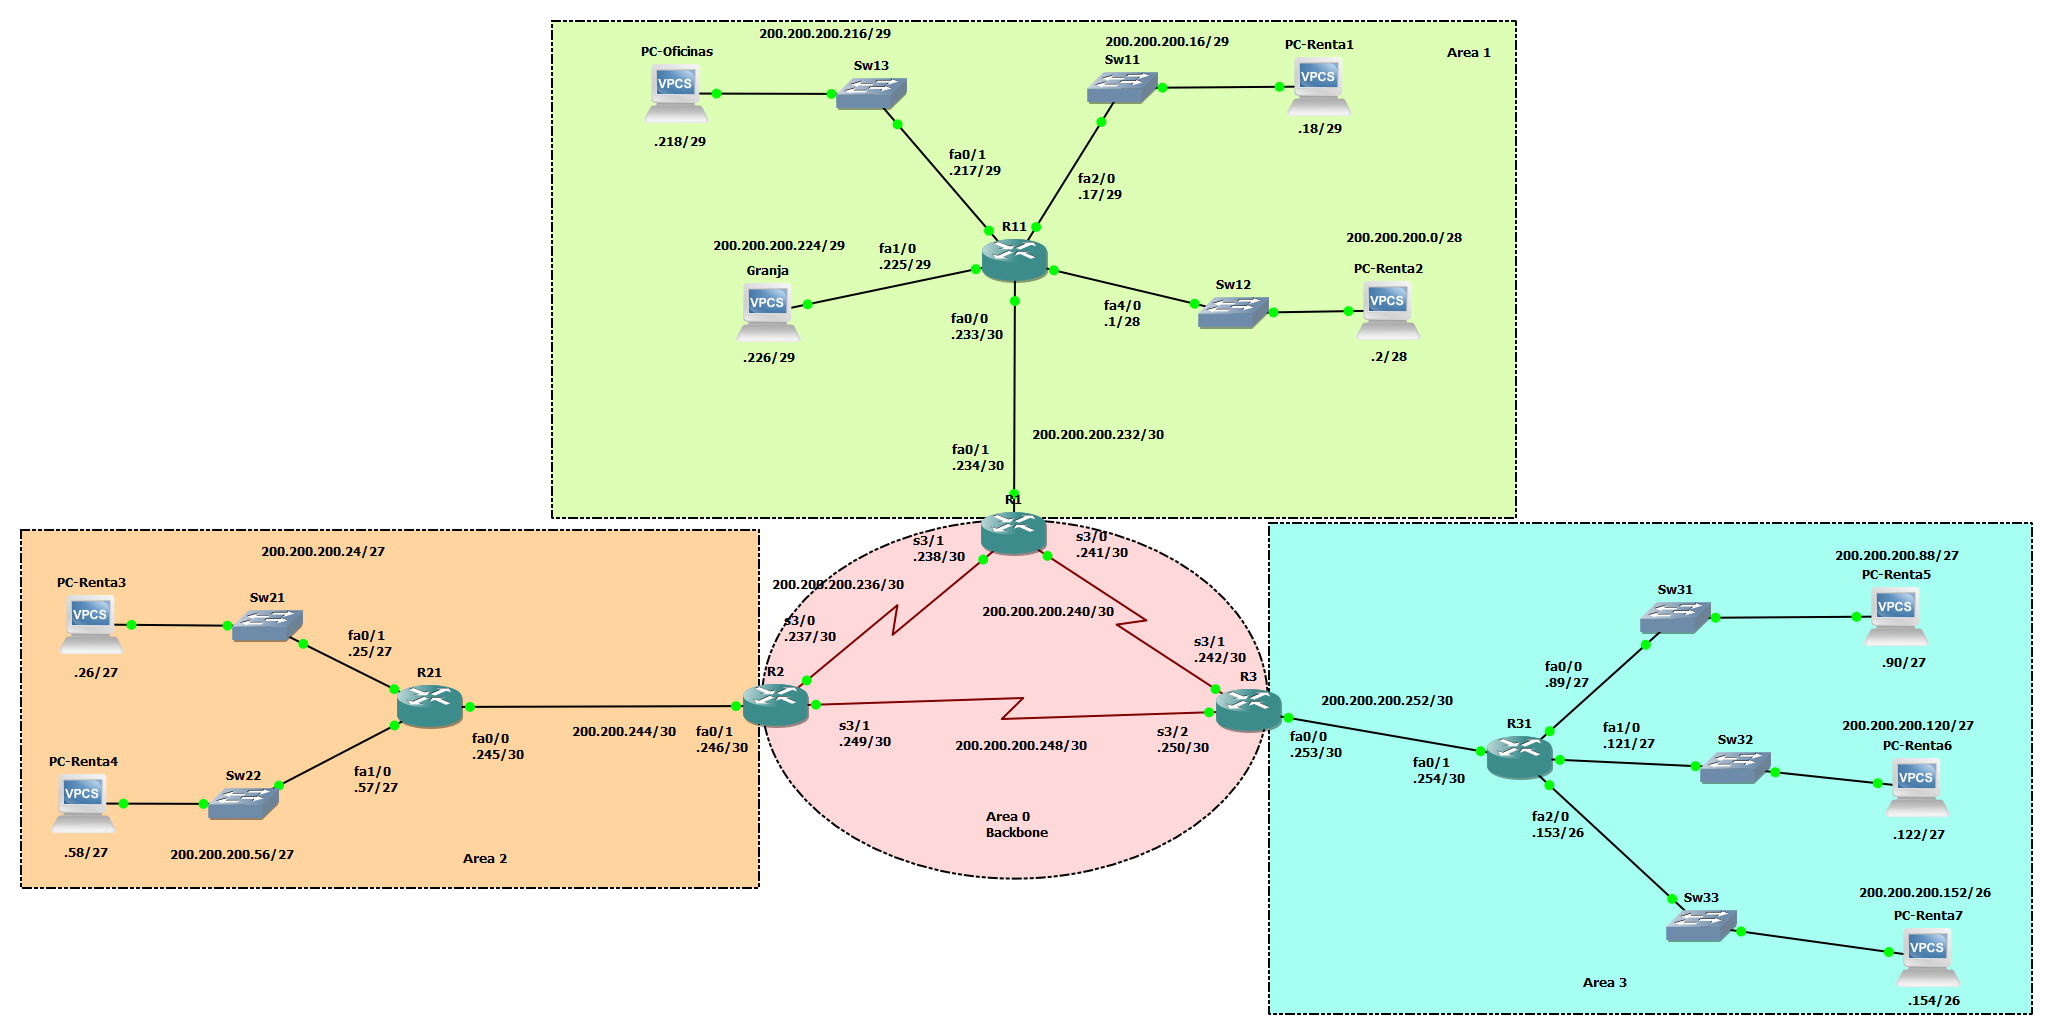 200.200.200.216/29
PC-Oficinas
VPCS
.218/29
Sw13
fa0/1
.217/29
200.200.200.16/29
Sw11
PC-Renta1
VPCS
.18/29
Area 1
fa2/0
.17/29
R11
200.200.200.224/29
Granja
VPCS
.226/29
fa1/0
.225/29
200.200.200.0/28
PC-Renta2
VPCS
.2/28
Sw12
fa4/0
.1/28
fa0/0
.233/30
200.200.200.232/30
fa0/1
.234/30
R1
200.200.200.24/27
PC-Renta3
VPCS
.26/27
Sw21
fa0/1
.25/27
R21
PC-Renta4
VPCS
.58/27
Sw22
fa1/0
.57/27
200.200.200.56/27
Area 2
fa0/0
.245/30
200.200.244/30
fa0/1
.246/30
R2
s3/1
.238/30
s3/0
.241/30
200.200.200.236/30
s3/0
.237/30
200.200.200.240/30
s3/1
.242/30
s3/1
.249/30
200.200.200.248/30
s3/2
.250/30
R3
Area 0
Backbone
fa0/0
.253/30
200.200.200.252/30
fa0/1
.254/30
R31
200.200.200.88/27
PC-Renta5
VPCS
.90/27
Sw31
fa0/0
.89/27
fa1/0
.121/27
Sw32
200.200.200.120/27
PC-Renta6
VPCS
.122/27
fa2/0
.153/26
Sw33
200.200.200.152/26
PC-Renta7
VPCS
.154/26
Area 3